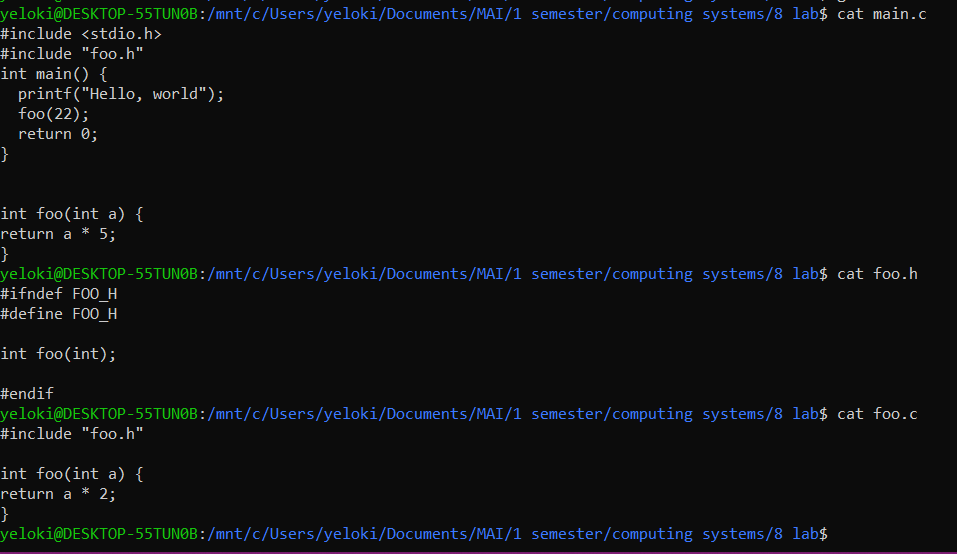 yeloki@DESKTOP-55TUN0B:/mnt/c/Users/yeloki/Documents/MAI/1 semester/computing systems/8 lab$ cat main.c
#include <stdio.h>
#include "foo.h"
int main() {
  printf("Hello, world");
  foo(22);
  return 0;
}
int foo(int a) {
return a * 5;
}
yeloki@DESKTOP-55TUN0B:/mnt/c/Users/yeloki/Documents/MAI/1 semester/computing systems/8 lab$ cat foo.h
#ifndef FOO_H
#define FOO_H
int foo(int);
#endif
yeloki@DESKTOP-55TUN0B:/mnt/c/Users/yeloki/Documents/MAI/1 semester/computing systems/8 lab$ cat foo.c
#include "foo.h"
int foo(int a) {
return a * 2;
}
yeloki@DESKTOP-55TUN0B:/mnt/c/Users/yeloki/Documents/MAI/1 semester/computing systems/8 lab$